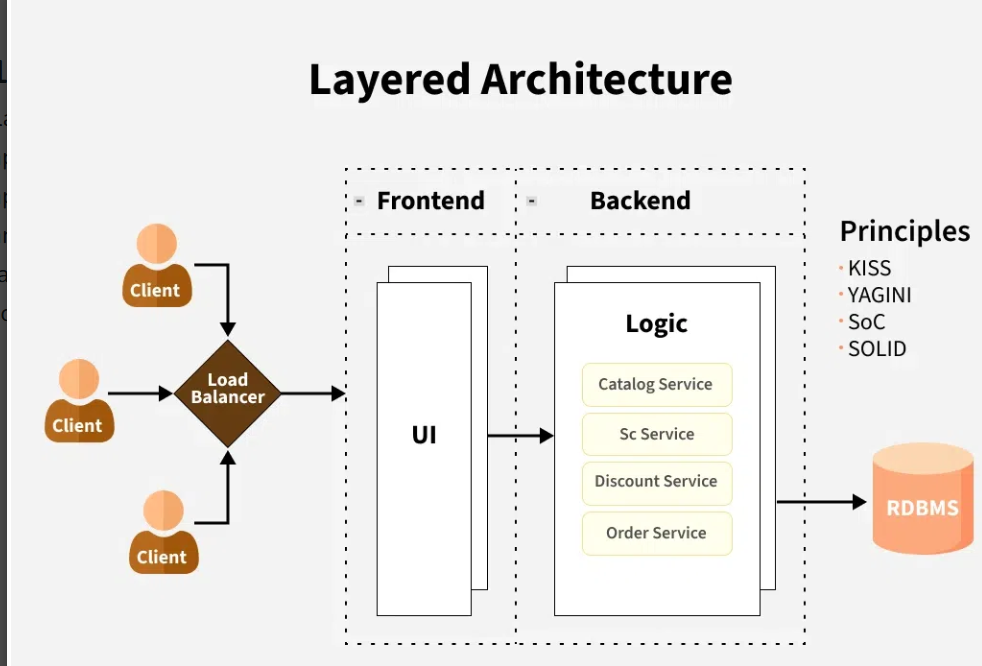 Layered Architecture
- Frontend
- Backend
Client
Client
Client
Load
Balancer
UI
Logic
Catalog Service
Sc Service
Discount Service
Order Service
Principles
• KISS
• YAGINI
• SoC
• SOLID
RDBMS